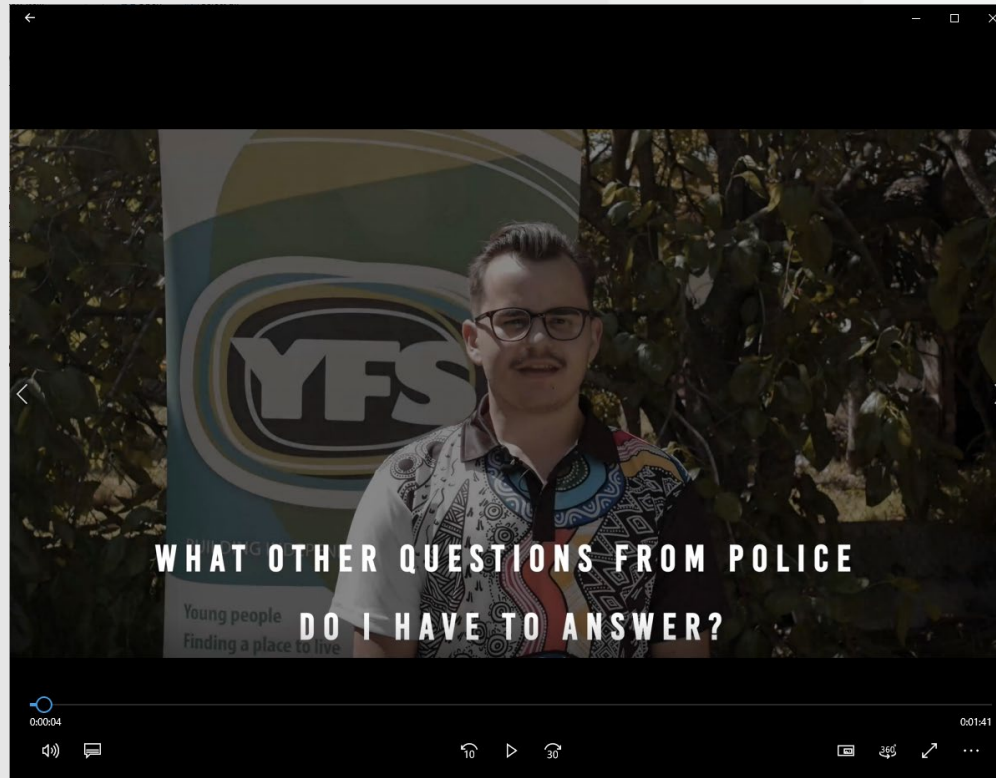 YFS
WHAT OTHER QUESTIONS FROM POLICE
DO I HAVE TO ANSWER?
Young people
Finding a place to live
0:00:04
0:01:41
10
30
360°